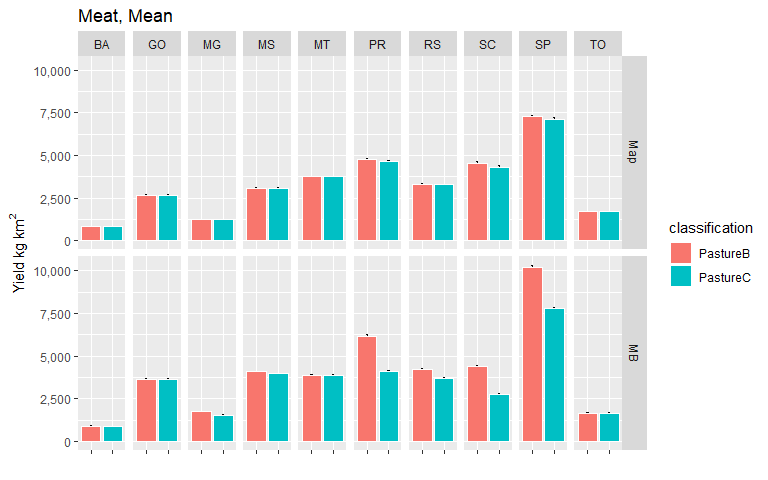 Meat, Mean
BA GO MG MS MT PR RS SC SP TO
10,000
7,500
5,000
2,500
0
Map
10,000
7,500
5,000
2,500
0
MB
Yield kg km²
classification
PastureB
PastureC